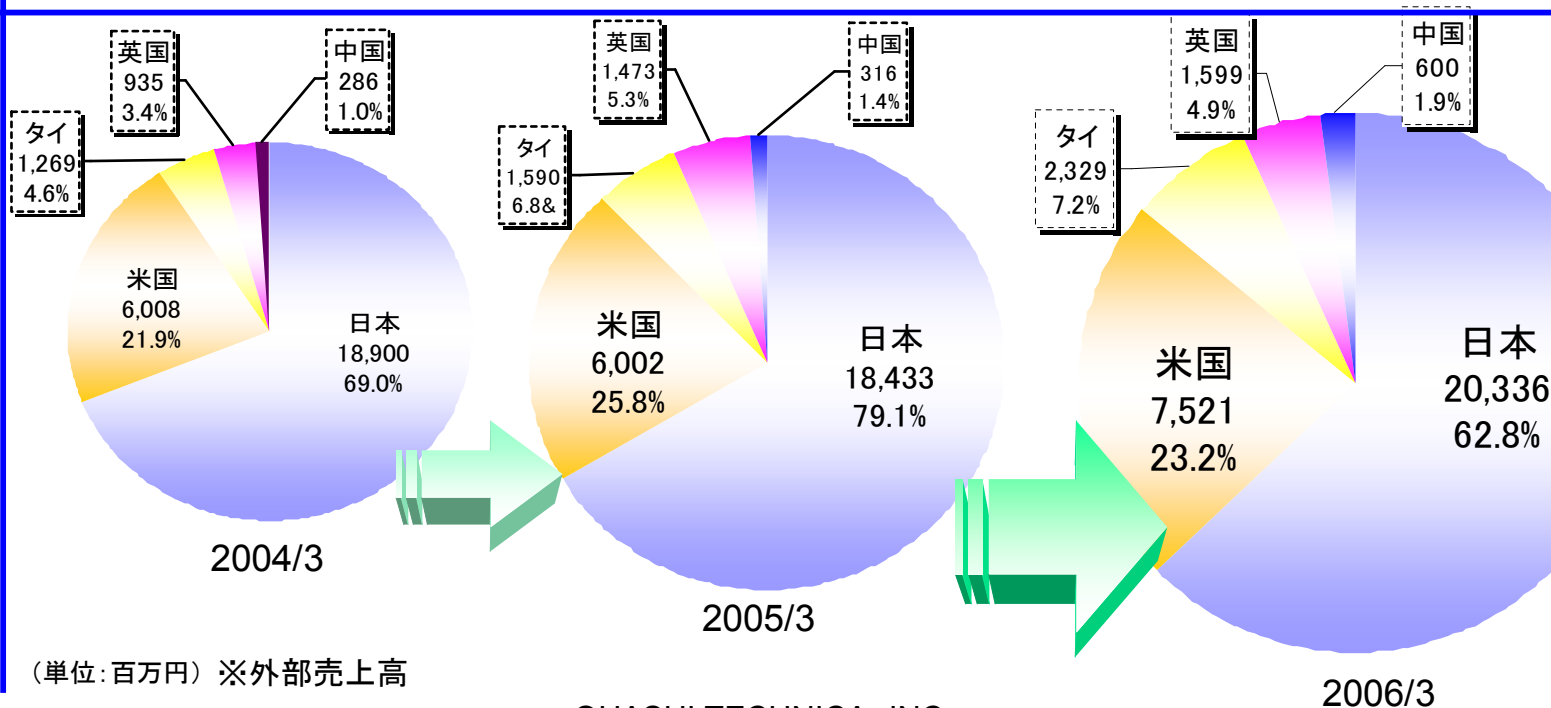 英国
935
3.4%
中国
286
1.0%
タイ
1,269
4.6%
米国
6,008
21.9%
日本
18,900
69.0%
2004/3
英国
1,473
5.3%
中国
316
1.4%
タイ
1,590
6.8&
米国
6,002
25.8%
日本
18,433
79.1%
2005/3
英国
1,599
4.9%
中国
600
1.9%
タイ
2,329
7.2%
米国
7,521
23.2%
日本
20,336
62.8%
2006/3
(単位:百万円) ※外部売上高